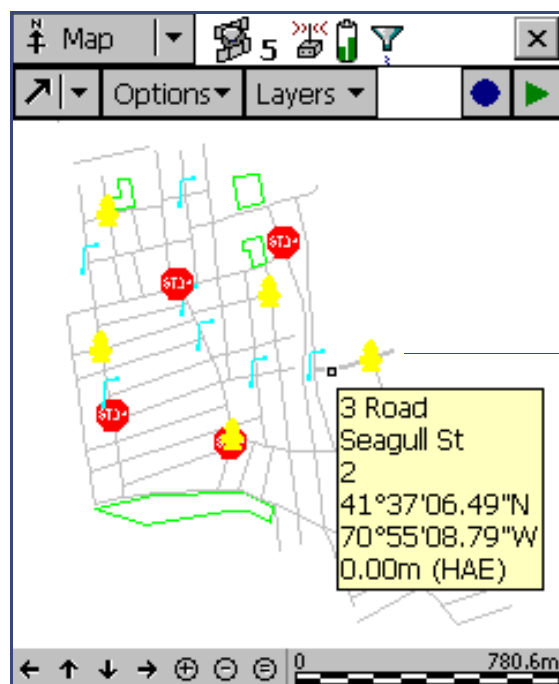 Map
5
Options
Layers
STOP
STOP
STOP
3 Road
Seagull St
2
41°37'06.49"N
70°55'08.79"W
0.00m (HAE)
0 780.6m